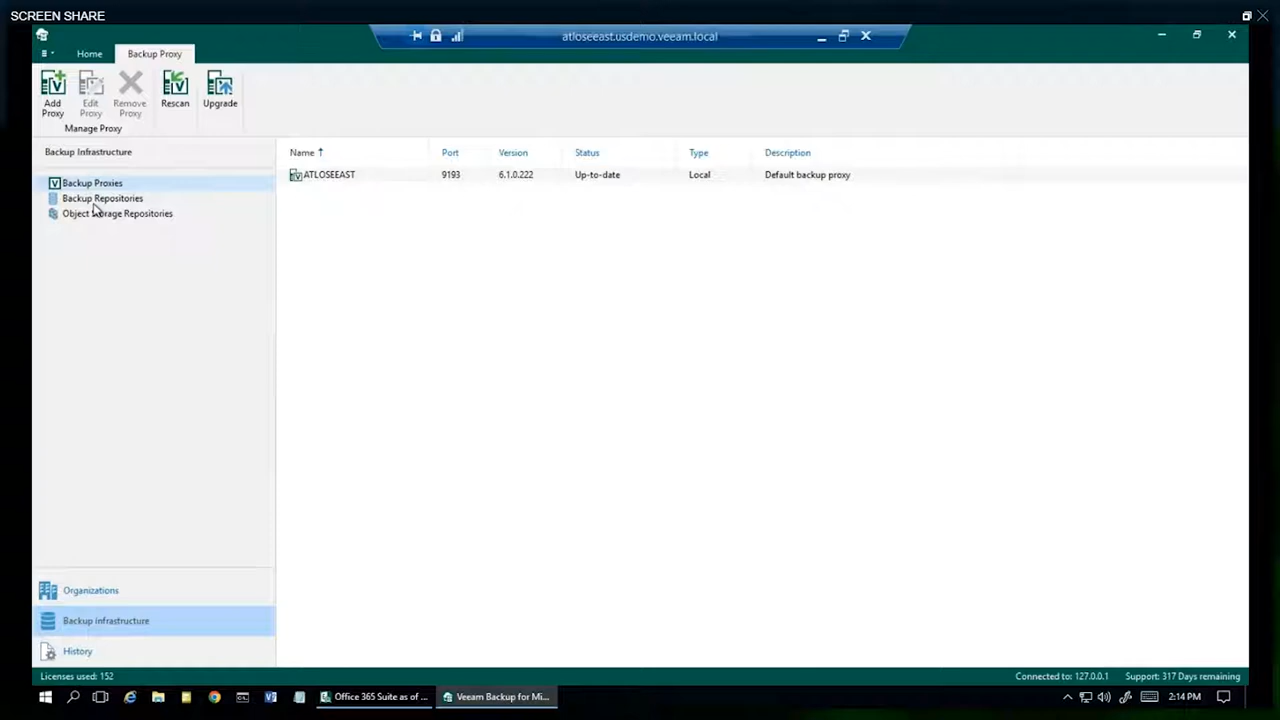 SCREEN SHARE
atloseeast.usdemo.veeam.local
Home
Backup Proxy
Add Proxy
Edit Proxy
Remove Proxy
Rescan
Upgrade
Manage Proxy
Backup Infrastructure
Backup Proxies
Backup Repositories
Object Storage Repositories
Name Port Version Status Type Description
ATLOSEEAST 9193 6.1.0.222 Up-to-date Local Default backup proxy
Organizations
Backup infrastructure
History
Licenses used: 152
Connected to: 127.0.0.1 Support: 317 Days remaining
Office 365 Suite as of ...
Veeam Backup for Mi...
2:14 PM